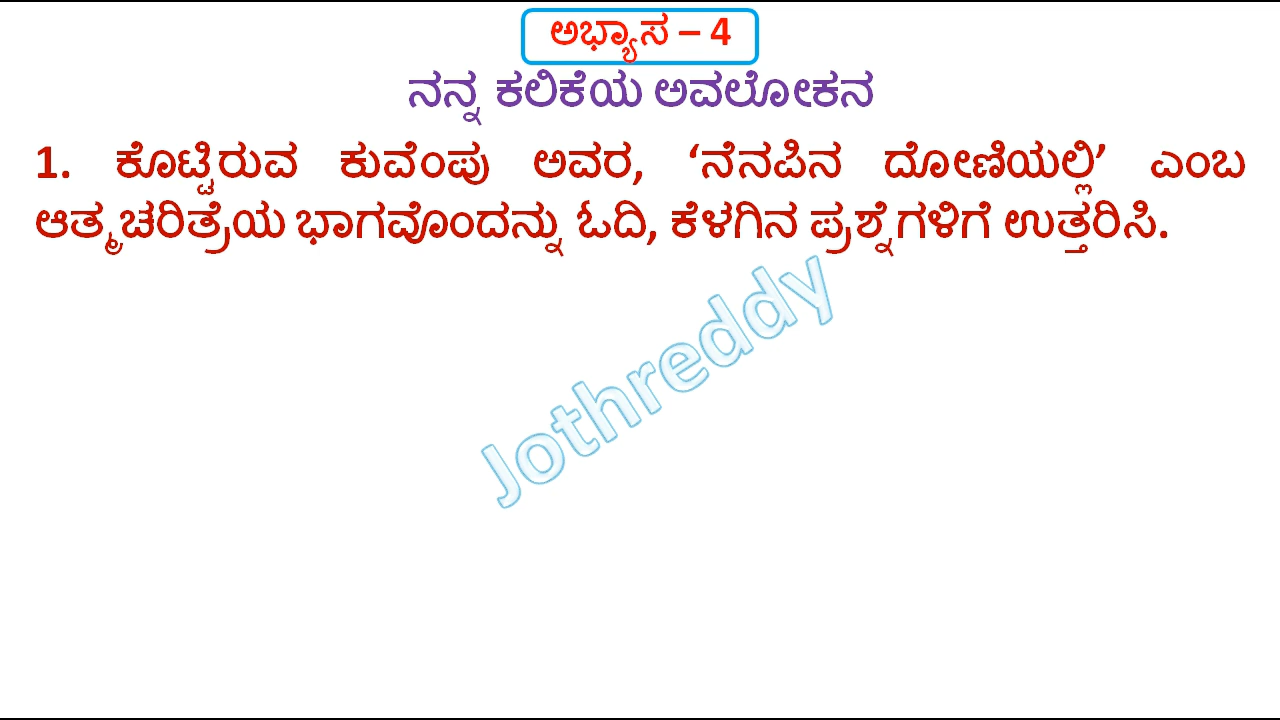 ಅಭ್ಯಾಸ – 4
ನನ್ನ ಕಲಿಕೆಯ ಅವಲೋಕನ
1. ಕೊಟ್ಟಿರುವ ಕುವೆಂಪು ಅವರ, ‘ನೆನಪಿನ ದೋಣಿಯಲ್ಲಿ’ ಎಂಬ
ಆತ್ಮಚರಿತ್ರೆಯ ಭಾಗವೊಂದನ್ನು ಓದಿ, ಕೆಳಗಿನ ಪ್ರಶ್ನೆಗಳಿಗೆ ಉತ್ತರಿಸಿ.
Jothreddy